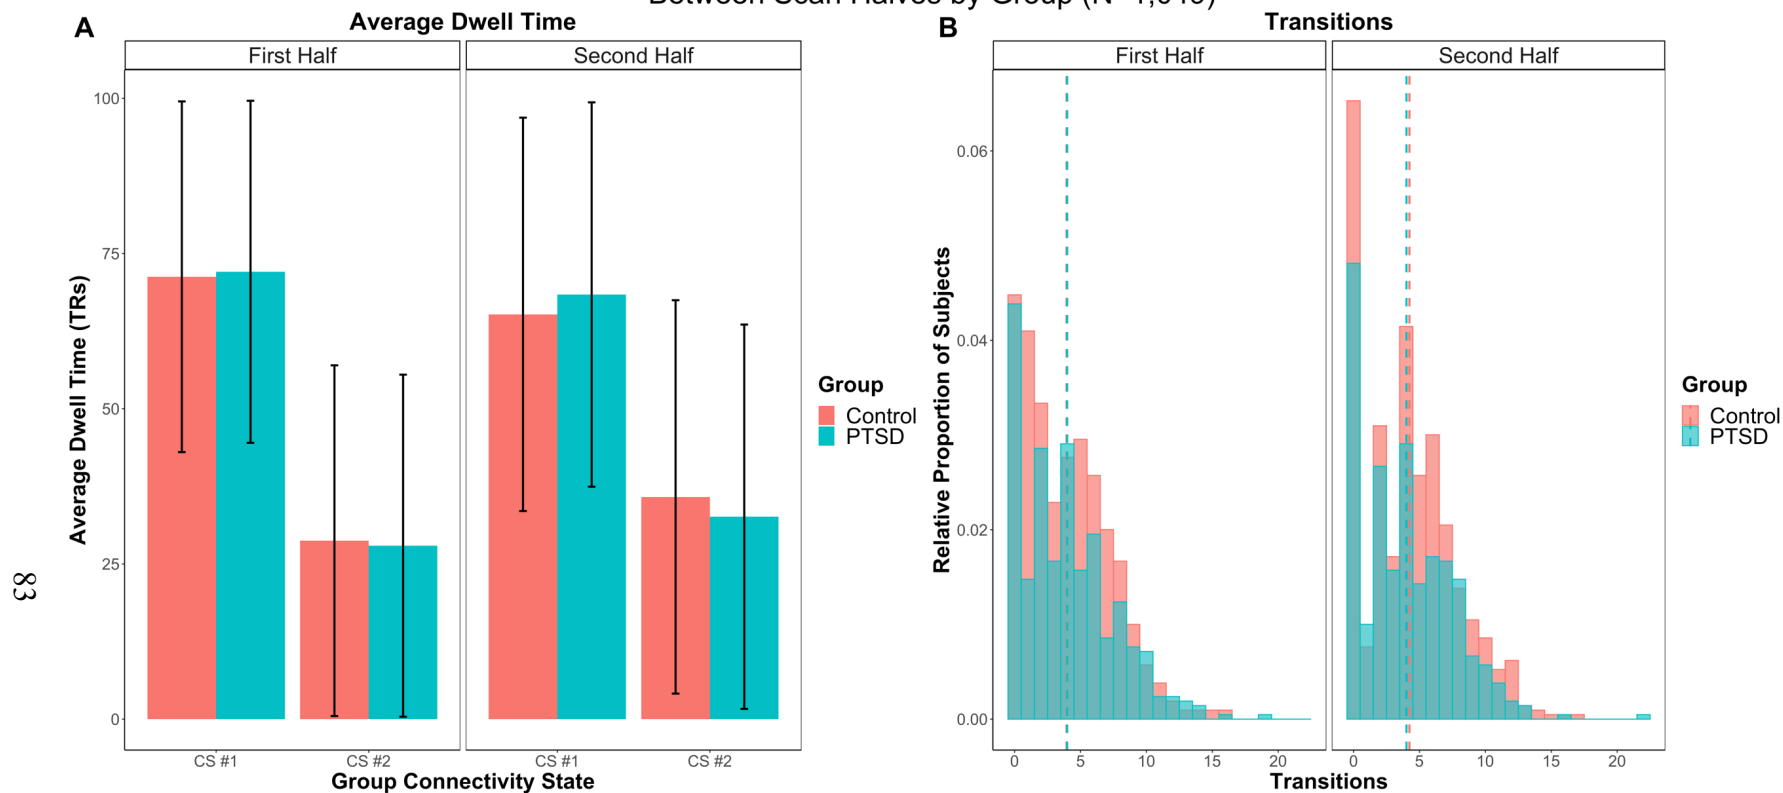 Average Dwell Time
A
First Half
Second Half
100
75
50
25
0
Average Dwell Time (TRs)
CS #1
CS #2
CS #1
CS #2
Group Connectivity State
Group
Control
PTSD
B
Transitions
First Half
Second Half
0.06
0.04
0.02
0.00
Relative Proportion of Subjects
0
5
10
15
20
0
5
10
15
20
Transitions
Group
Control
PTSD
83